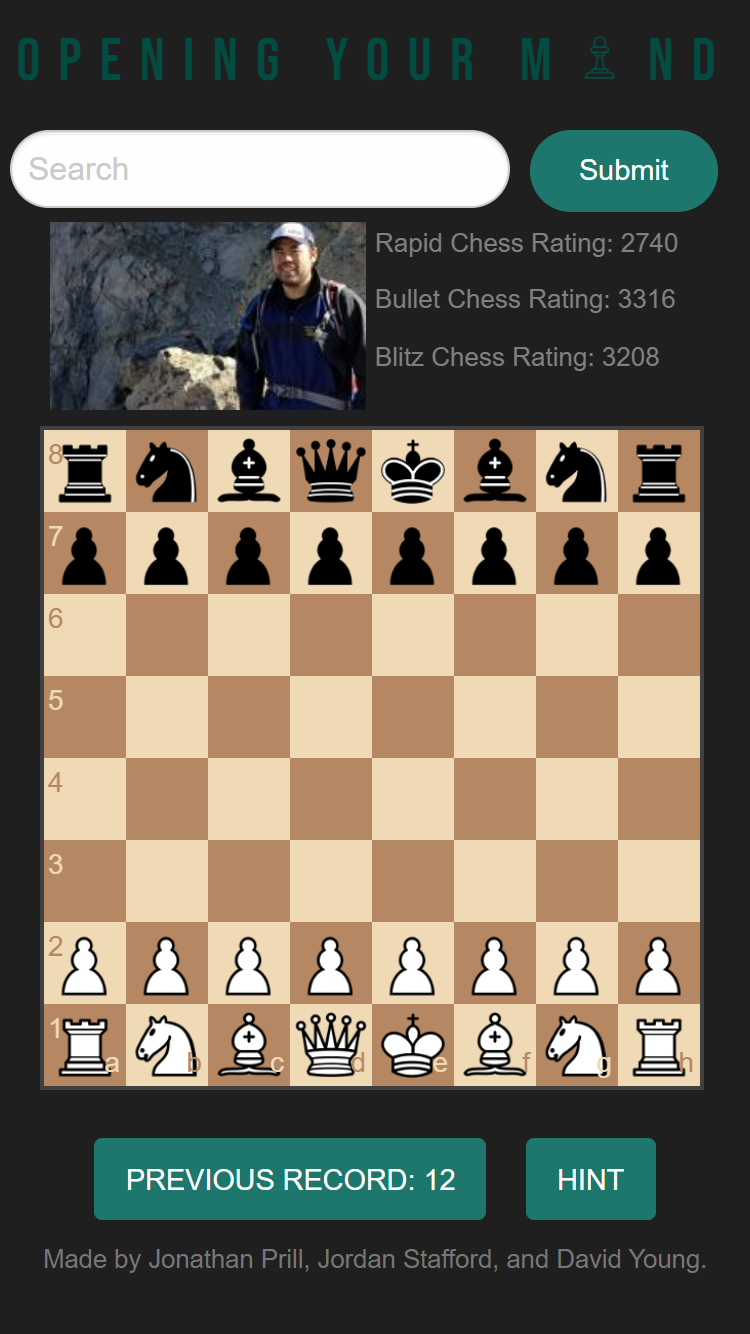 OPENING YOUR M ND
Search
Submit
Rapid Chess Rating: 2740
Bullet Chess Rating: 3316
Blitz Chess Rating: 3208
8
7
6
5
4
3
2
1
a b c d e f g h
PREVIOUS RECORD: 12
HINT
Made by Jonathan Prill, Jordan Stafford, and David Young.